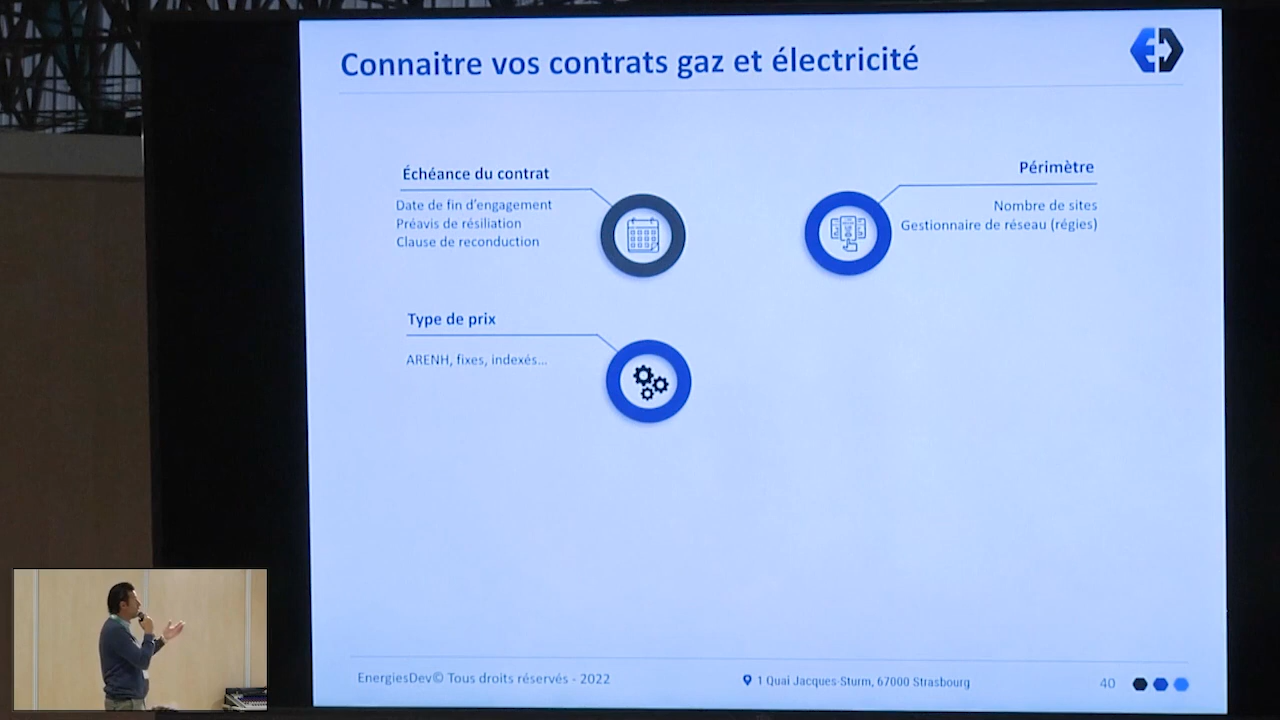 Connaitre vos contrats gaz et électricité
Échéance du contrat
Date de fin d'engagement
Préavis de résiliation
Clause de reconduction
Périmètre
Nombre de sites
Gestionnaire de réseau (régies)
Type de prix
ARENH, fixes, indexés...
EnergiesDev© Tous droits réservés - 2022
1 Quai Jacques-Sturm, 67000 Strasbourg
40